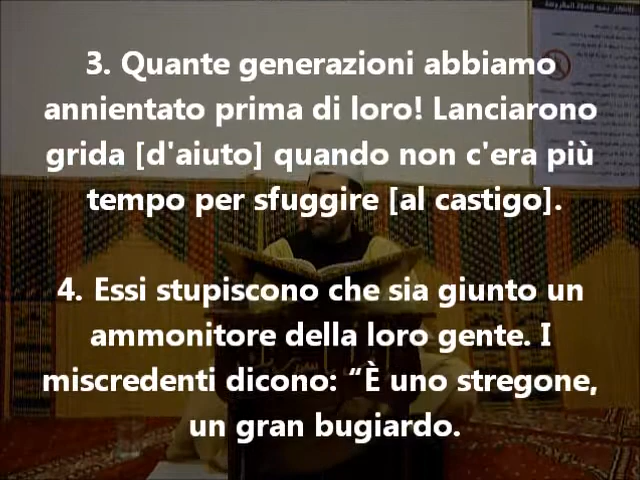 3. Quante generazioni abbiamo
annientato prima di loro! Lanciarono
grida [d'aiuto] quando non c'era più
tempo per sfuggire [al castigo].
4. Essi stupiscono che sia giunto un
ammonitore della loro gente. I
miscredenti dicono: “È uno stregone,
un gran bugiardo.